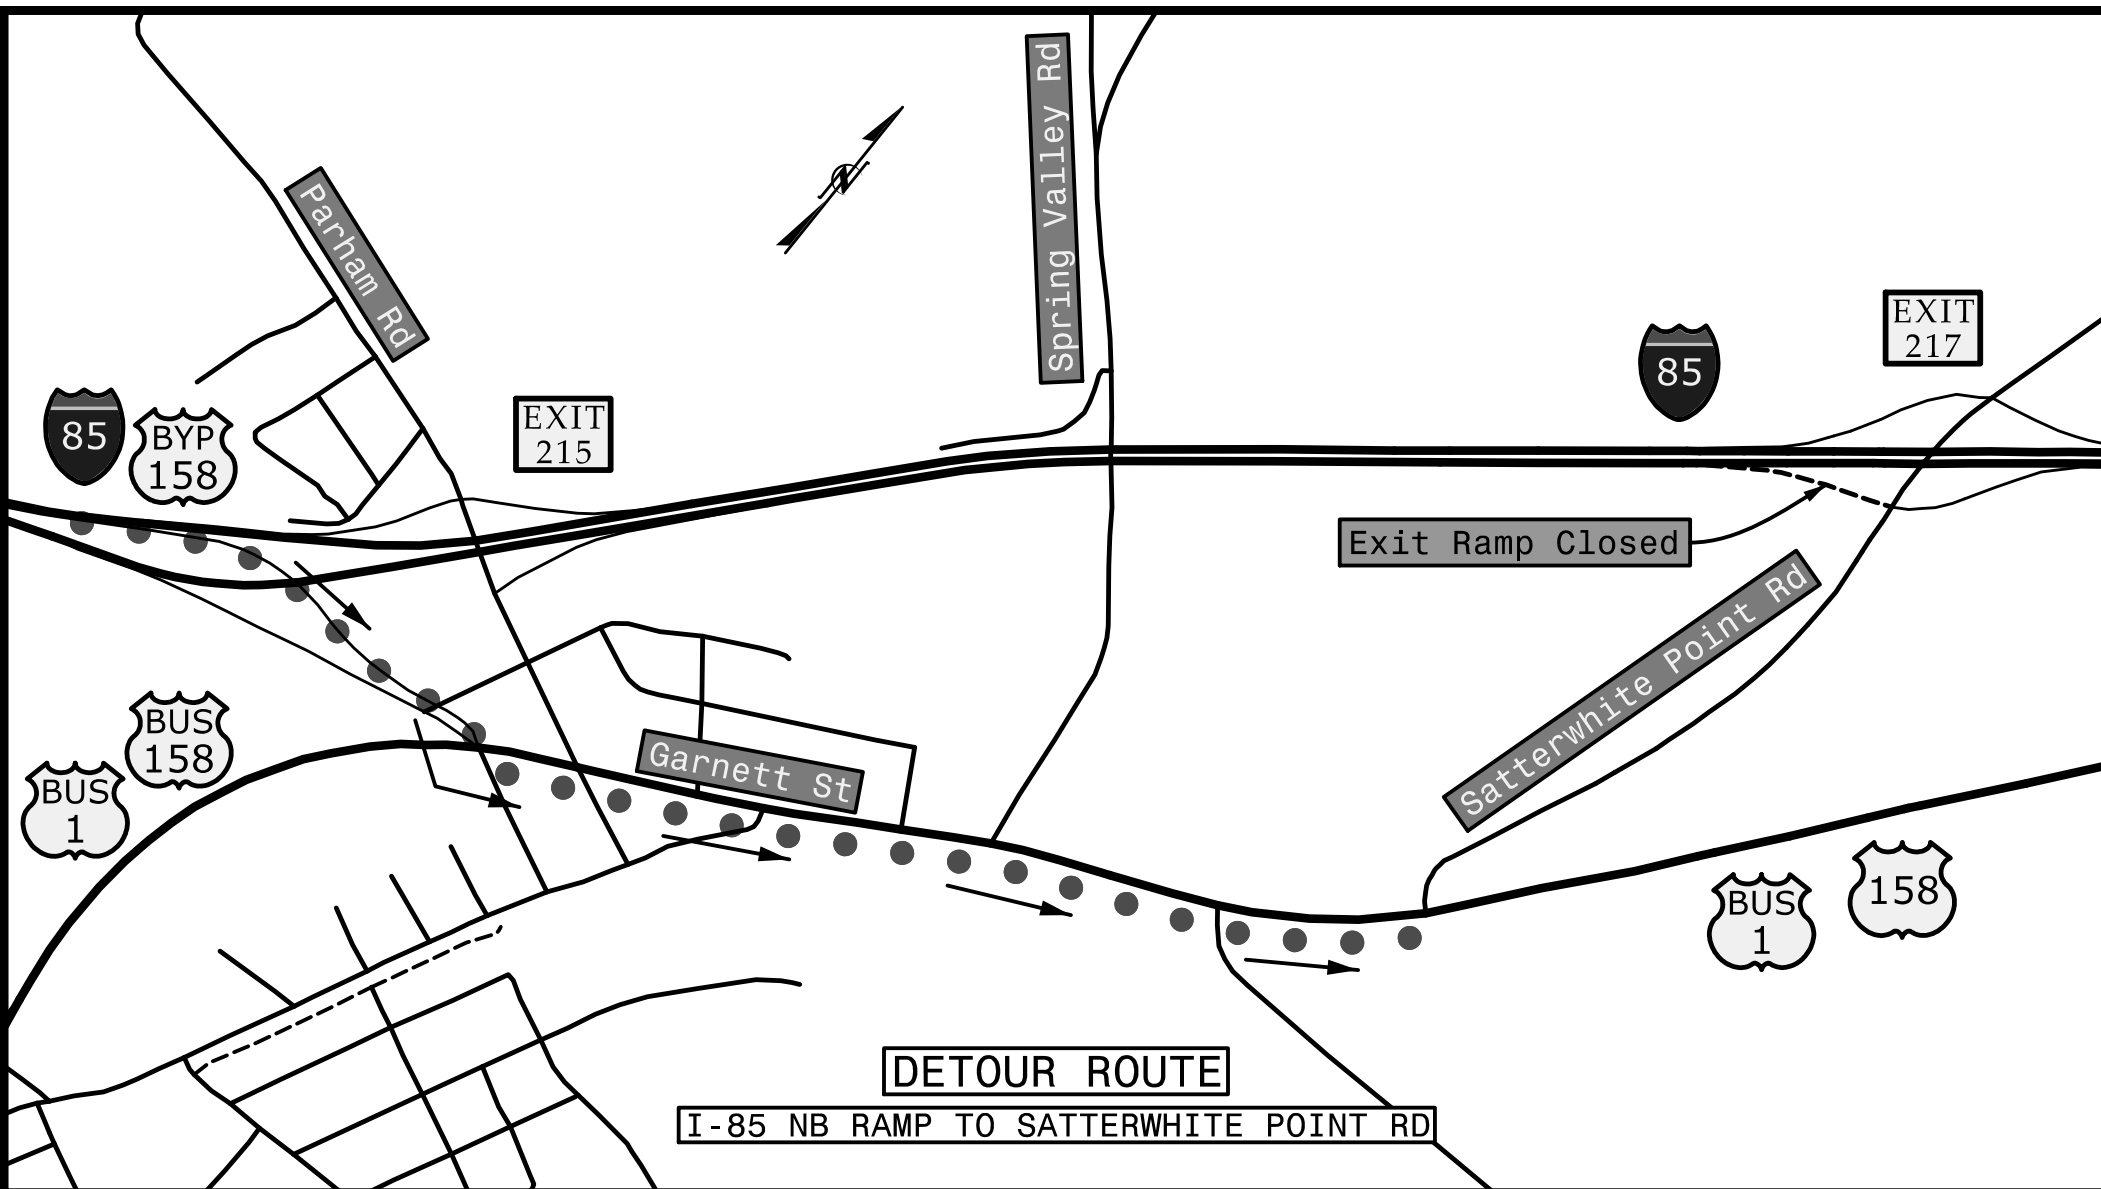 Spring Valley Rd
Parham Rd
N
EXIT
217
85
EXIT
215
85
BYP
158
Exit Ramp Closed
Satterwhite Point Rd
BUS
158
BUS
1
Garnett St
158
BUS
1
DETOUR ROUTE
I-85 NB RAMP TO SATTERWHITE POINT RD